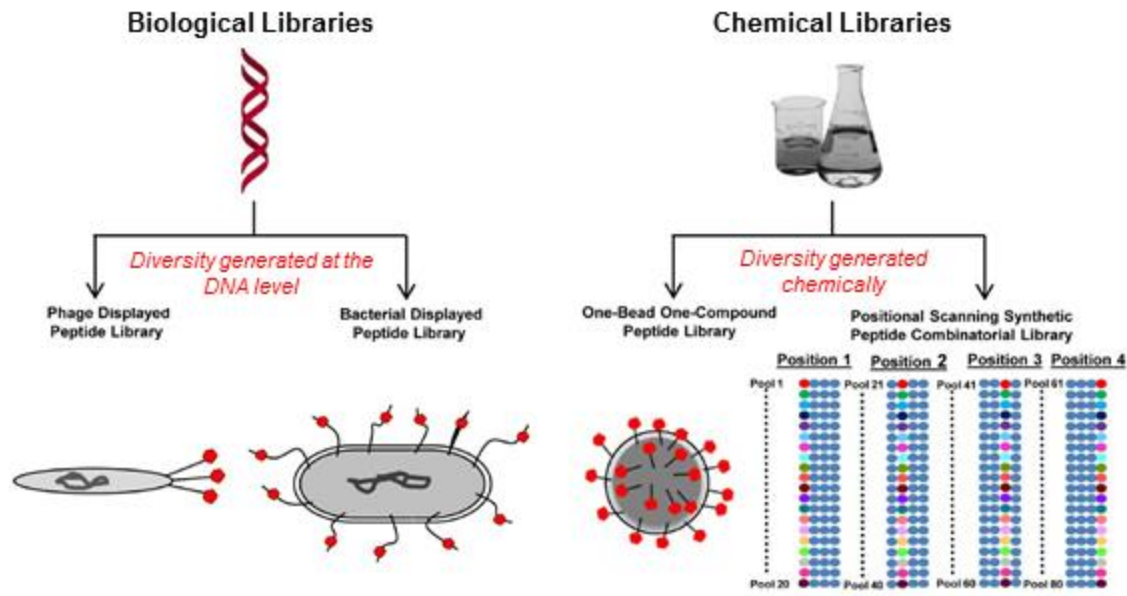 Biological Libraries
Chemical Libraries
Diversity generated at the
DNA level
Diversity generated
chemically
Phage Displayed
Peptide Library
Bacterial Displayed
Peptide Library
One-Bead One-Compound
Peptide Library
Positional Scanning Synthetic
Peptide Combinatorial Library
Position 1
Position 2
Position 3
Position 4
Pool 1
Pool 21
Pool 41
Pool 61
Pool 20
Pool 40
Pool 60
Pool 80